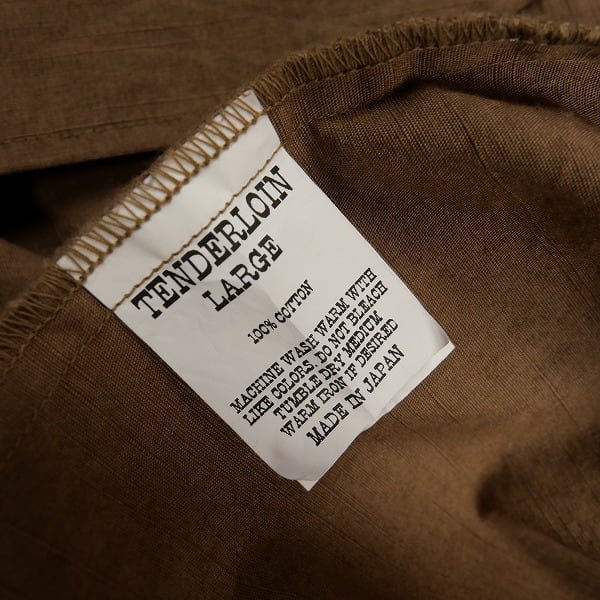 TENDERLOIN
LARGE
100% COTTON
MACHINE WASH WARM WITH
LIKE COLORS, DO NOT BLEACH
TUMBLE DRY MEDIUM
WARM IRON IF DESIRED
MADE IN JAPAN